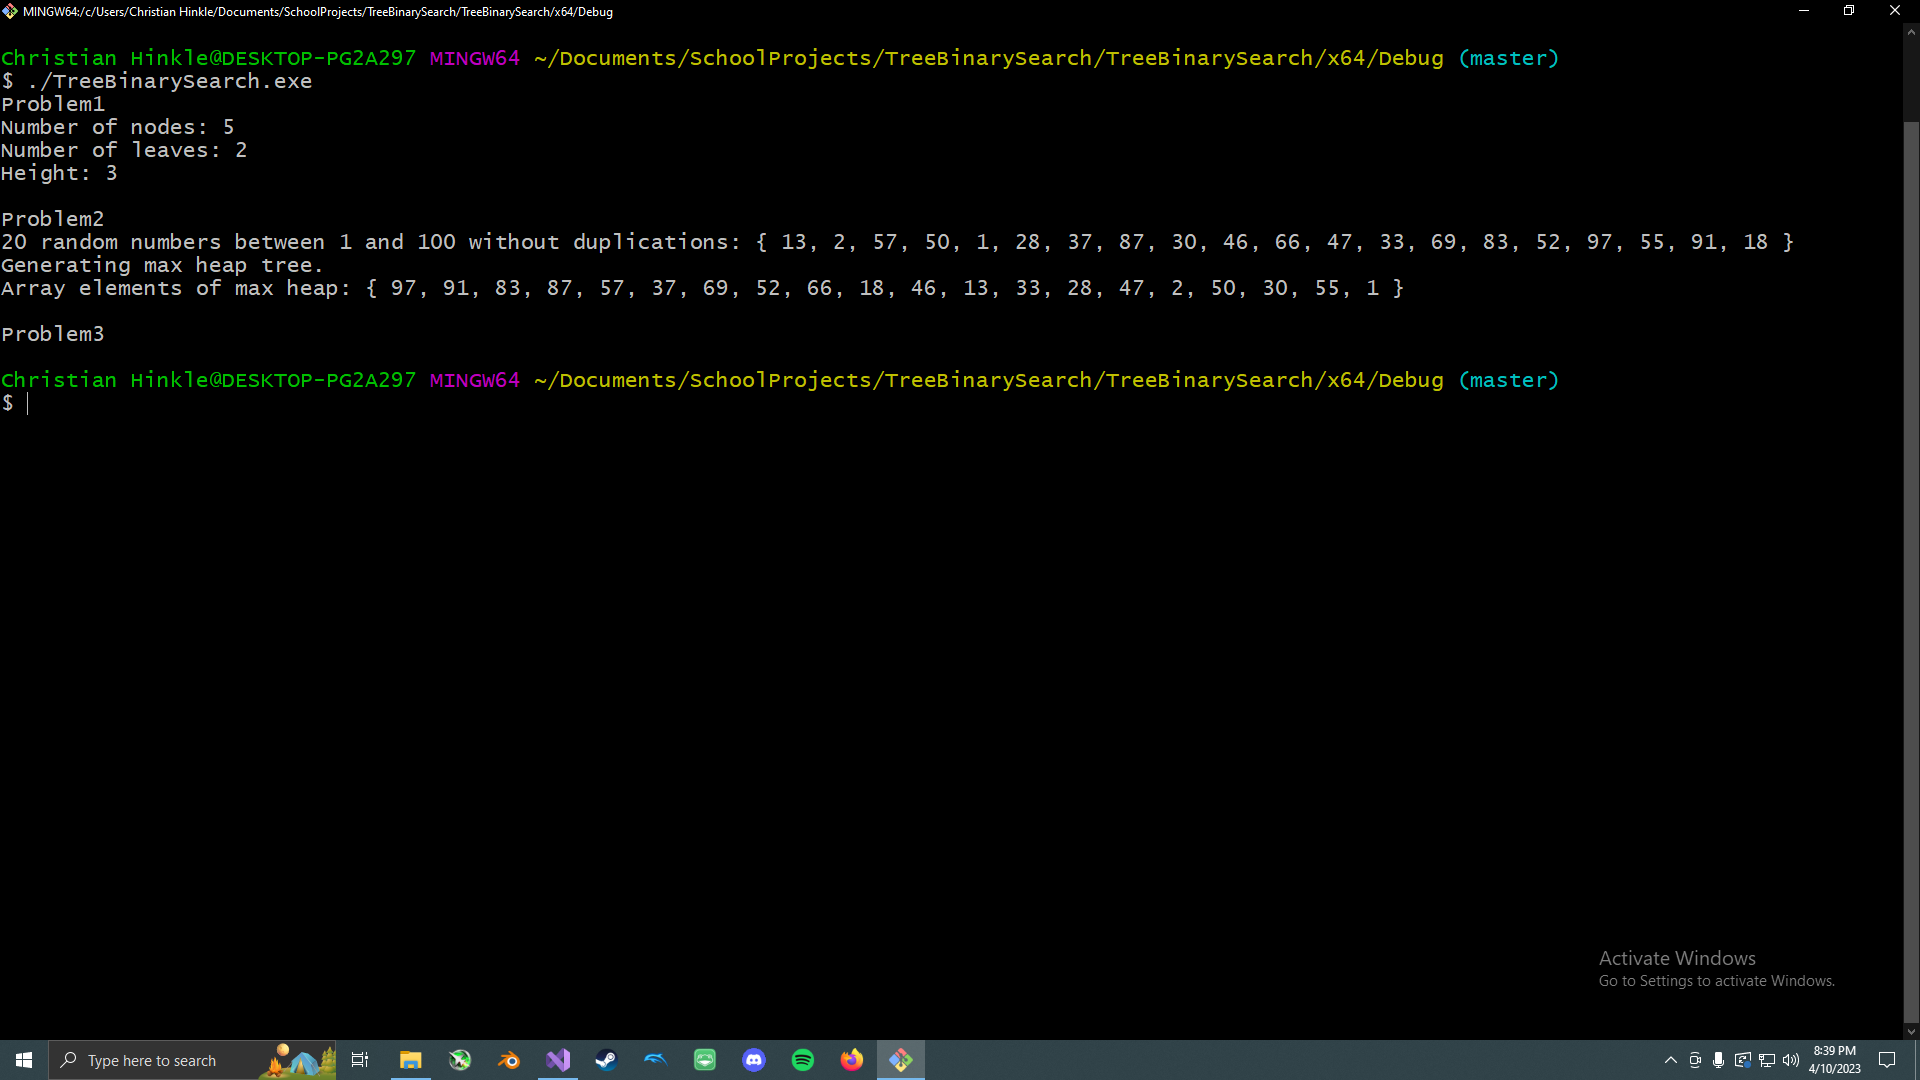 MINGW64:/c/Users/Christian Hinkle/Documents/SchoolProjects/TreeBinarySearch/TreeBinarySearch/x64/Debug
Christian Hinkle@DESKTOP-PG2A297 MINGW64 ~/Documents/SchoolProjects/TreeBinarySearch/TreeBinarySearch/x64/Debug (master)
$ ./TreeBinarySearch.exe
Problem1
Number of nodes: 5
Number of leaves: 2
Height: 3
Problem2
20 random numbers between 1 and 100 without duplications: { 13, 2, 57, 50, 1, 28, 37, 87, 30, 46, 66, 47, 33, 69, 83, 52, 97, 55, 91, 18 }
Generating max heap tree.
Array elements of max heap: { 97, 91, 83, 87, 57, 37, 69, 52, 66, 18, 46, 13, 33, 28, 47, 2, 50, 30, 55, 1 }
Problem3
Christian Hinkle@DESKTOP-PG2A297 MINGW64 ~/Documents/SchoolProjects/TreeBinarySearch/TreeBinarySearch/x64/Debug (master)
$
Activate Windows
Go to Settings to activate Windows.
Type here to search
8:39 PM
4/10/2023